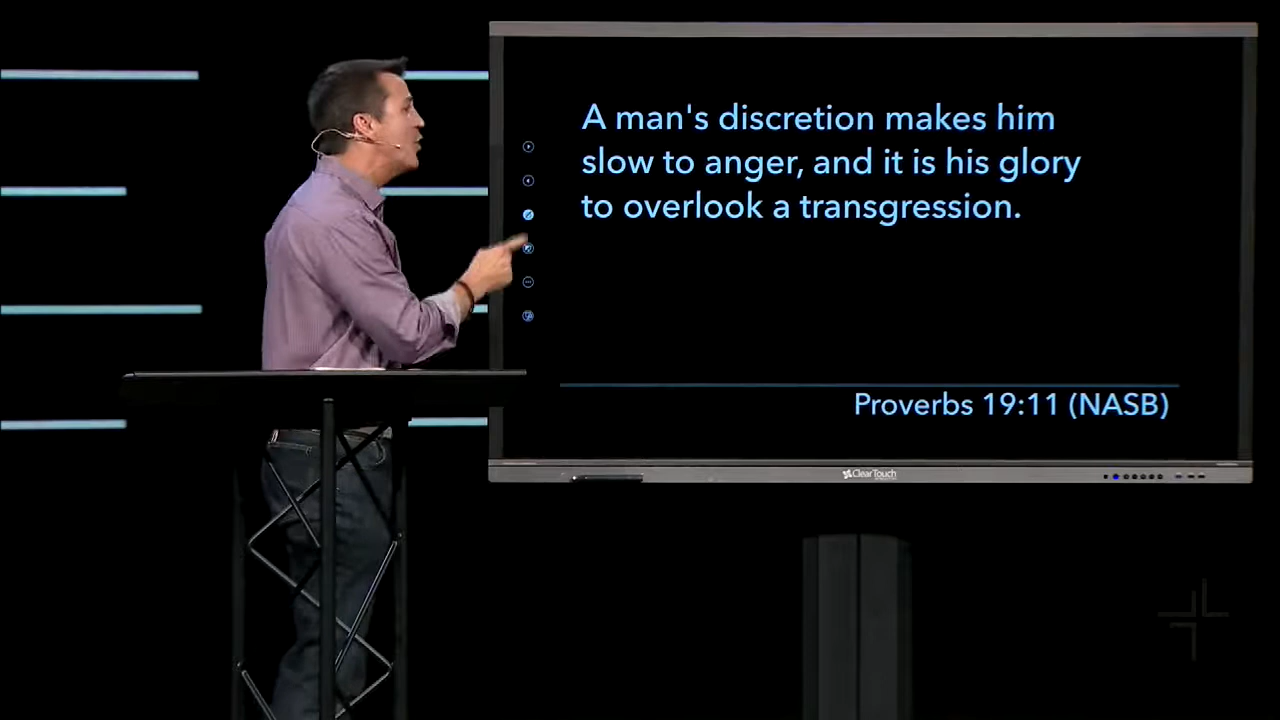 A man's discretion makes him
slow to anger, and it is his glory
to overlook a transgression.
Proverbs 19:11 (NASB)
ClearTouch